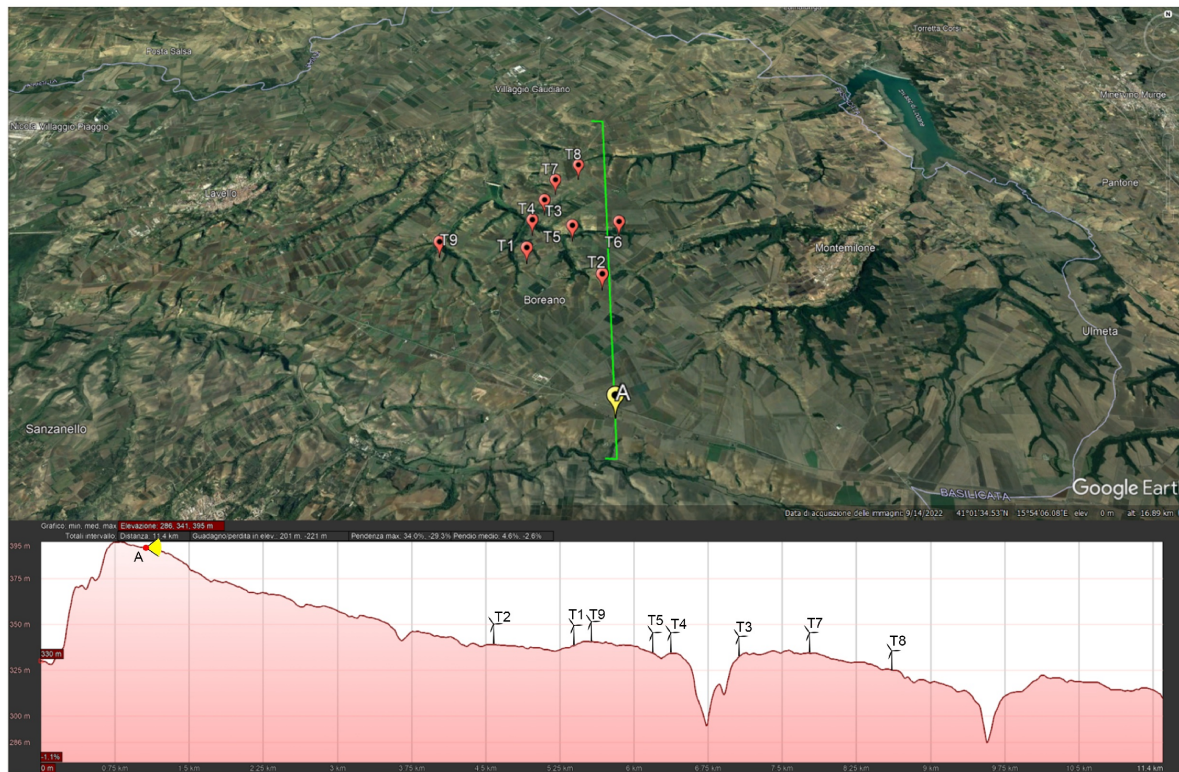 N
Torretta Corsi
Posta Salsa
Villaggio Gaudiano
Minervino Murge
Nicola Villaggio Piaggio
Lavello
T8
T7
Pantone
T4 T3
T9 T1 T5 T6
Montemilone
T2
Boreano
Ulmeta
A
Sanzanello
BASILICATA
Google Eart
Data di acquisizione delle immagini: 9/14/2022 41°01'34.53"N 15°54'06.08"E elev 0 m alt 16.89 km
Grafico: min, med, max Elevazione: 286, 341, 395 m
Totali intervallo: Distanza: 11.4 km Guadagno/perdita in elev.: 201 m, -221 m Pendenza max: 34.0%, -29.3% Pendio medio: 4.6%, -2.6%
395 m
A
375 m
350 m
T2 T1 T9 T5 T4 T3 T7 T8
330 m
325 m
300 m
286 m
-1.1%
0 m 0.75 km 1.5 km 2.25 km 3 km 3.75 km 4.5 km 5.25 km 6 km 6.75 km 7.5 km 8.25 km 9 km 9.75 km 10.5 km 11.4 km